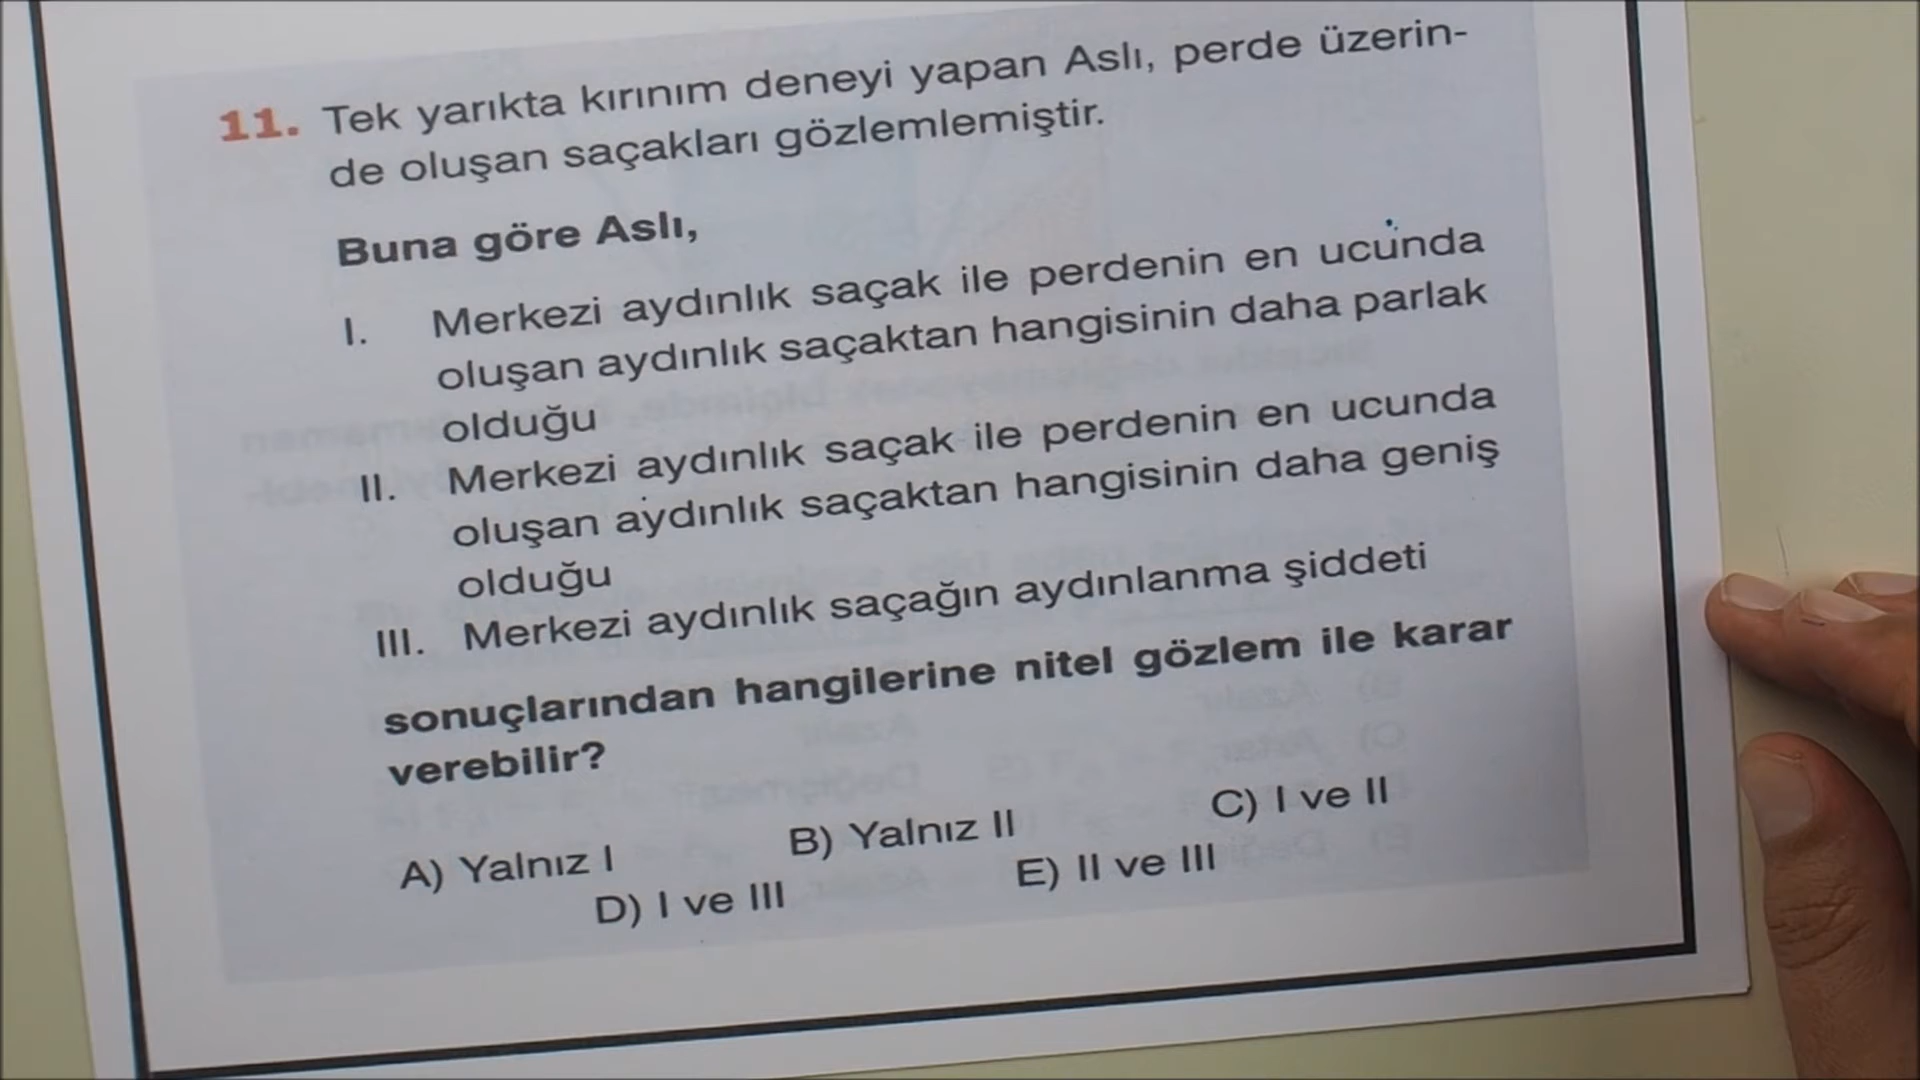 11. Tek yarıkta kırınım deneyi yapan Aslı, perde üzerin-
de oluşan saçakları gözlemlemiştir.
Buna göre Aslı,
I. Merkezi aydınlık saçak ile perdenin en ucunda
oluşan aydınlık saçaktan hangisinin daha parlak
olduğu
II. Merkezi aydınlık saçak ile perdenin en ucunda
oluşan aydınlık saçaktan hangisinin daha geniş
olduğu
III. Merkezi aydınlık saçağın aydınlanma şiddeti
sonuçlarından hangilerine nitel gözlem ile karar
verebilir?
A) Yalnız I B) Yalnız II C) I ve II
D) I ve III E) II ve III